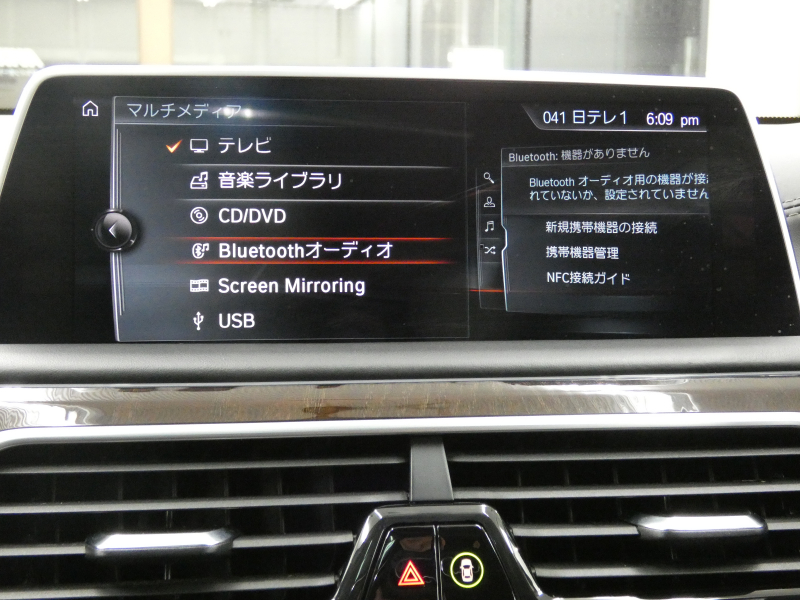 マルチメディア
041 日テレ1 6:09 pm
テレビ
音楽ライブラリ
CD/DVD
Bluetoothオーディオ
Screen Mirroring
USB
Bluetooth: 機器がありません
Bluetooth オーディオ用の機器が接
れていないか、設定されていません
新規携帯機器の接続
携帯機器管理
NFC接続ガイド